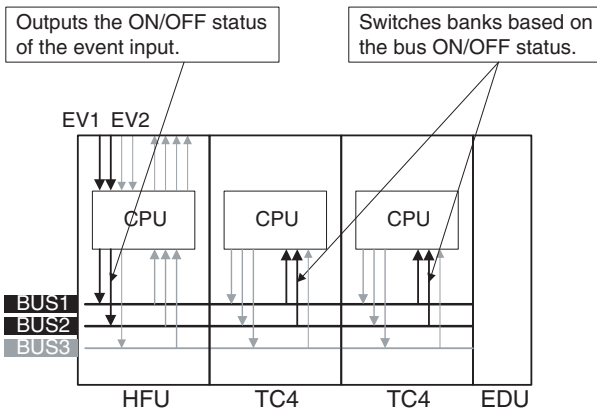 Outputs the ON/OFF status
of the event input.
Switches banks based on
the bus ON/OFF status.
EV1 EV2
CPU
CPU
CPU
BUS1
BUS2
BUS3
HFU
TC4
TC4
EDU